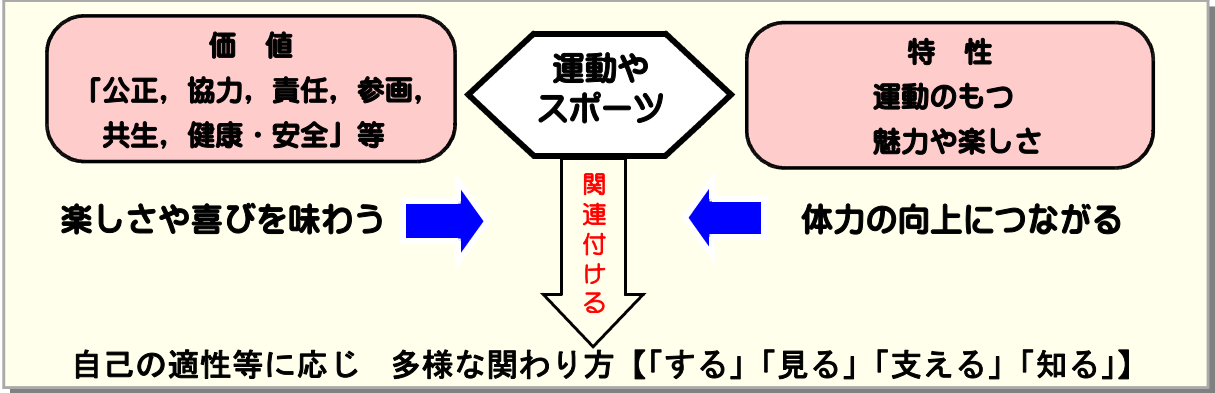 価　値
「公正，協力，責任，参画，
共生，健康・安全」等
運動や
スポーツ
特　性
運動のもつ
魅力や楽しさ
楽しさや喜びを味わう
関連付ける
体力の向上につながる
自己の適性等に応じ　多様な関わり方【「する」「見る」「支える」「知る」】